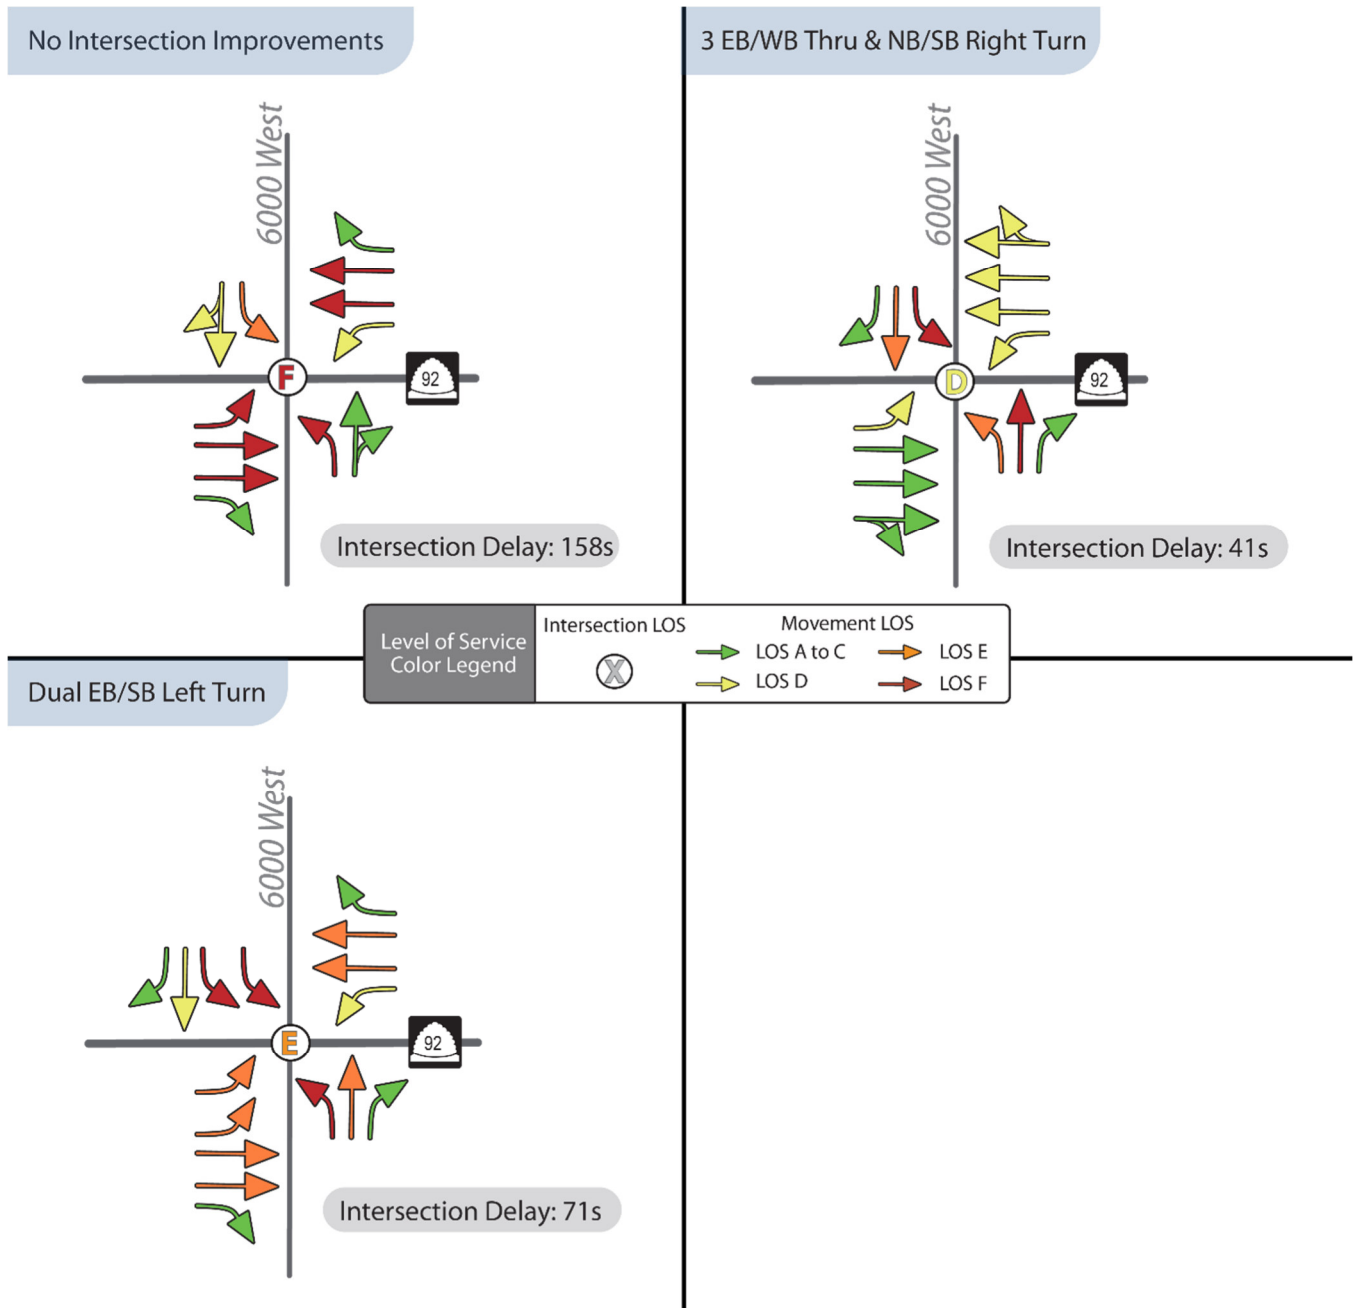 No Intersection Improvements
6000 West
F
92
Intersection Delay: 158s
3 EB/WB Thru & NB/SB Right Turn
6000 West
D
92
Intersection Delay: 41s
Level of Service
Color Legend
Intersection LOS
X
Movement LOS
LOS A to C
LOS E
LOS D
LOS F
Dual EB/SB Left Turn
6000 West
E
92
Intersection Delay: 71s